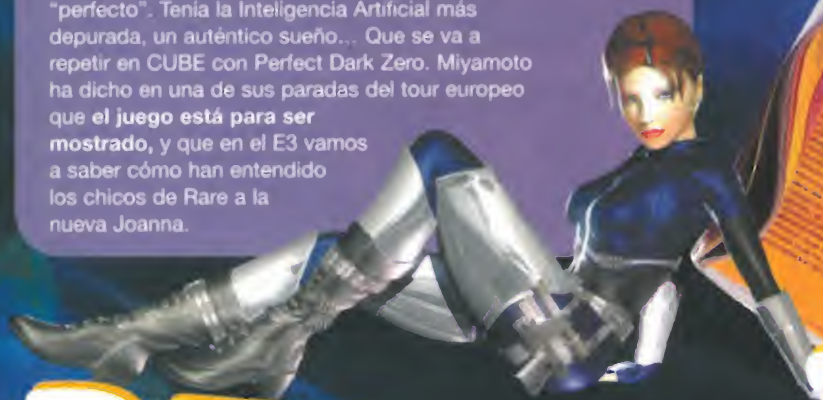 "perfecto". Tenía la Inteligencia Artificial más
depurada, un auténtico sueño... Que se va a
repetir en CUBE con Perfect Dark Zero. Miyamoto
ha dicho en una de sus paradas del tour europeo
que el juego está para ser
mostrado, y que en el E3 vamos
a saber cómo han entendido
los chicos de Rare a la
nueva Joanna.